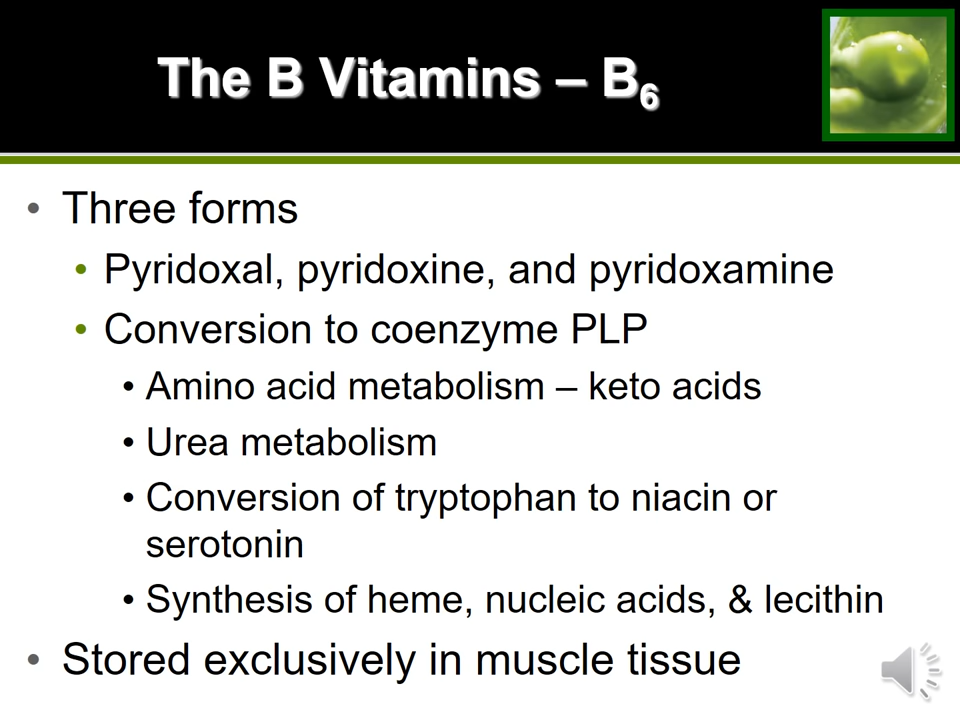 The B Vitamins – B₆
• Three forms
• Pyridoxal, pyridoxine, and pyridoxamine
• Conversion to coenzyme PLP
• Amino acid metabolism – keto acids
• Urea metabolism
• Conversion of tryptophan to niacin or
serotonin
• Synthesis of heme, nucleic acids, & lecithin
• Stored exclusively in muscle tissue